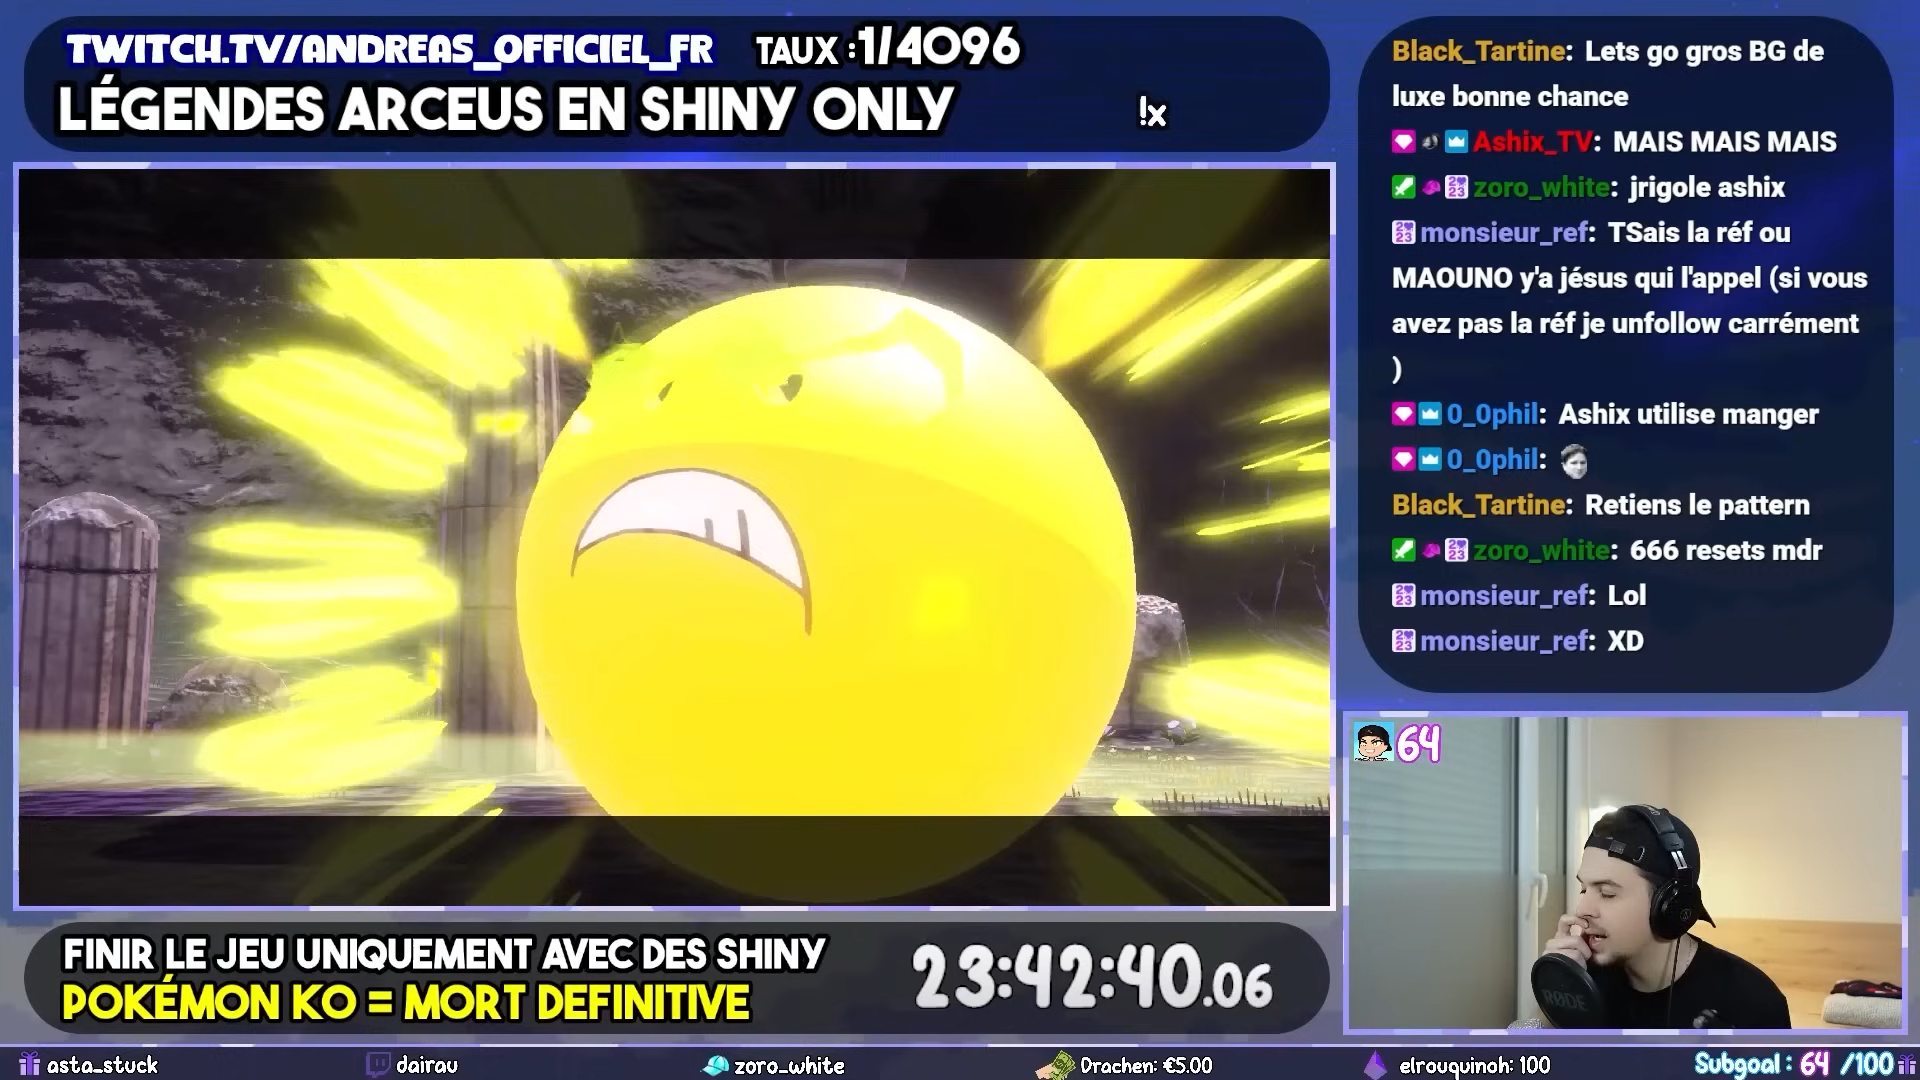 TWITCH.TV/ANDREAS_OFFICIEL_FR TAUX :1/4096
LÉGENDES ARCEUS EN SHINY ONLY !x
Black_Tartine: Lets go gros BG de
luxe bonne chance
Ashix_TV: MAIS MAIS MAIS
zoro_white: jrigole ashix
monsieur_ref: TSais la réf ou
MAOUNO y'a jésus qui l'appel (si vous
avez pas la réf je unfollow carrément
)
0_0phil: Ashix utilise manger
0_0phil:
Black_Tartine: Retiens le pattern
zoro_white: 666 resets mdr
monsieur_ref: Lol
monsieur_ref: XD
64
RØDE
FINIR LE JEU UNIQUEMENT AVEC DES SHINY
POKÉMON KO = MORT DEFINITIVE
23:42:40.06
asta_stuck dairau zoro_white Drachen: €5.00 elrouquinoh: 100 Subgoal : 64 /100